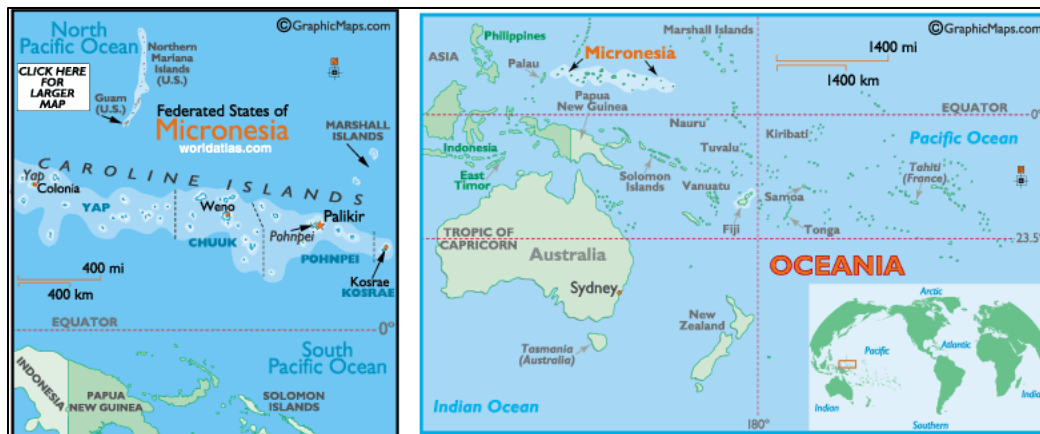 ©GraphicMaps.com
North
Pacific Ocean
Northern
Mariana
Islands
(U.S.)
CLICK HERE
FOR
LARGER
MAP
Guam
(U.S.)
Federated States of
Micronesia
worldatlas.com
MARSHALL
ISLANDS
CAROLINE ISLANDS
Yap
Colonia
YAP
Weno
CHUUK
Palikir
Pohnpei
POHNPEI
Kosrae
KOSRAE
400 mi
400 km
EQUATOR
0°
South
Pacific Ocean
INDONESIA
PAPUA
NEW GUINEA
SOLOMON
ISLANDS
©GraphicMaps.com
Philippines
Marshall Islands
1400 mi
1400 km
ASIA
Micronesia
Palau
Papua
New Guinea
EQUATOR
0°
Nauru
Kiribati
Pacific Ocean
Indonesia
Tuvalu
East
Timor
Solomon
Islands
Tahiti
(France)
Vanuatu
Samoa
Fiji
Tonga
TROPIC OF
CAPRICORN
23.5°
Australia
OCEANIA
Sydney
New
Zealand
Tasmania
(Australia)
Indian Ocean
180°
Arctic
Pacific
Atlantic
Indian
India
Southern